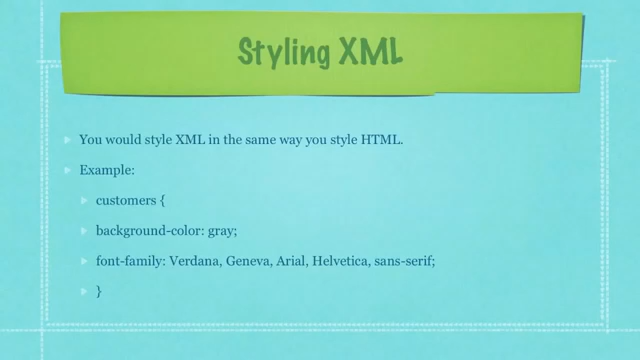 Styling XML
You would style XML in the same way you style HTML.
Example:
customers {
background-color: gray;
font-family: Verdana, Geneva, Arial, Helvetica, sans-serif;
}